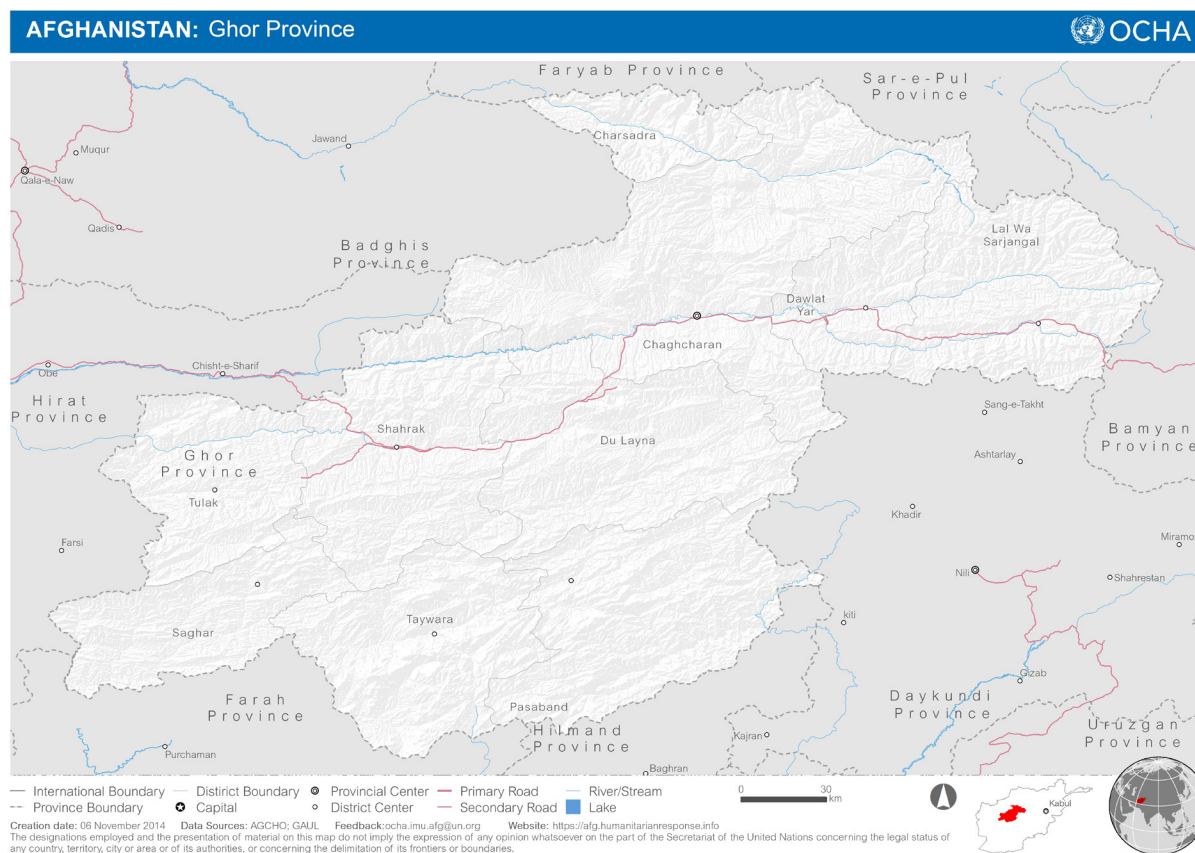 AFGHANISTAN: Ghor Province
OCHA
Faryab Province
Sar-e-Pul
Province
Charsadra
Jawand
Muqur
Qala-e-Naw
Qadis
Lal Wa
Sarjangal
Badghis
Province
Dawlat
Yar
Chaghcharan
Obe
Chisht-e-Sharif
Hirat
Province
Sang-e-Takht
Shahrak
Bamyan
Province
Du Layna
Ghor
Province
Ashtarlay
Tulak
Khadir
Farsi
Miramo
Nili
Shahrestan
Taywara
kiti
Saghar
Gizab
Farah
Province
Daykundi
Province
Pasaband
Hilmand
Province
Uruzgan
Province
Kajran
Purchaman
Baghran
International Boundary
District Boundary
Provincial Center
Primary Road
River/Stream
Province Boundary
Capital
District Center
Secondary Road
Lake
0 30
km
Kabul
Creation date: 06 November 2014 Data Sources: AGCHO; GAUL Feedback:ocha.imu.afg@un.org Website: https://afg.humanitarianresponse.info
The designations employed and the presentation of material on this map do not imply the expression of any opinion whatsoever on the part of the Secretariat of the United Nations concerning the legal status of
any country, territory, city or area or of its authorities, or concerning the delimitation of its frontiers or boundaries.